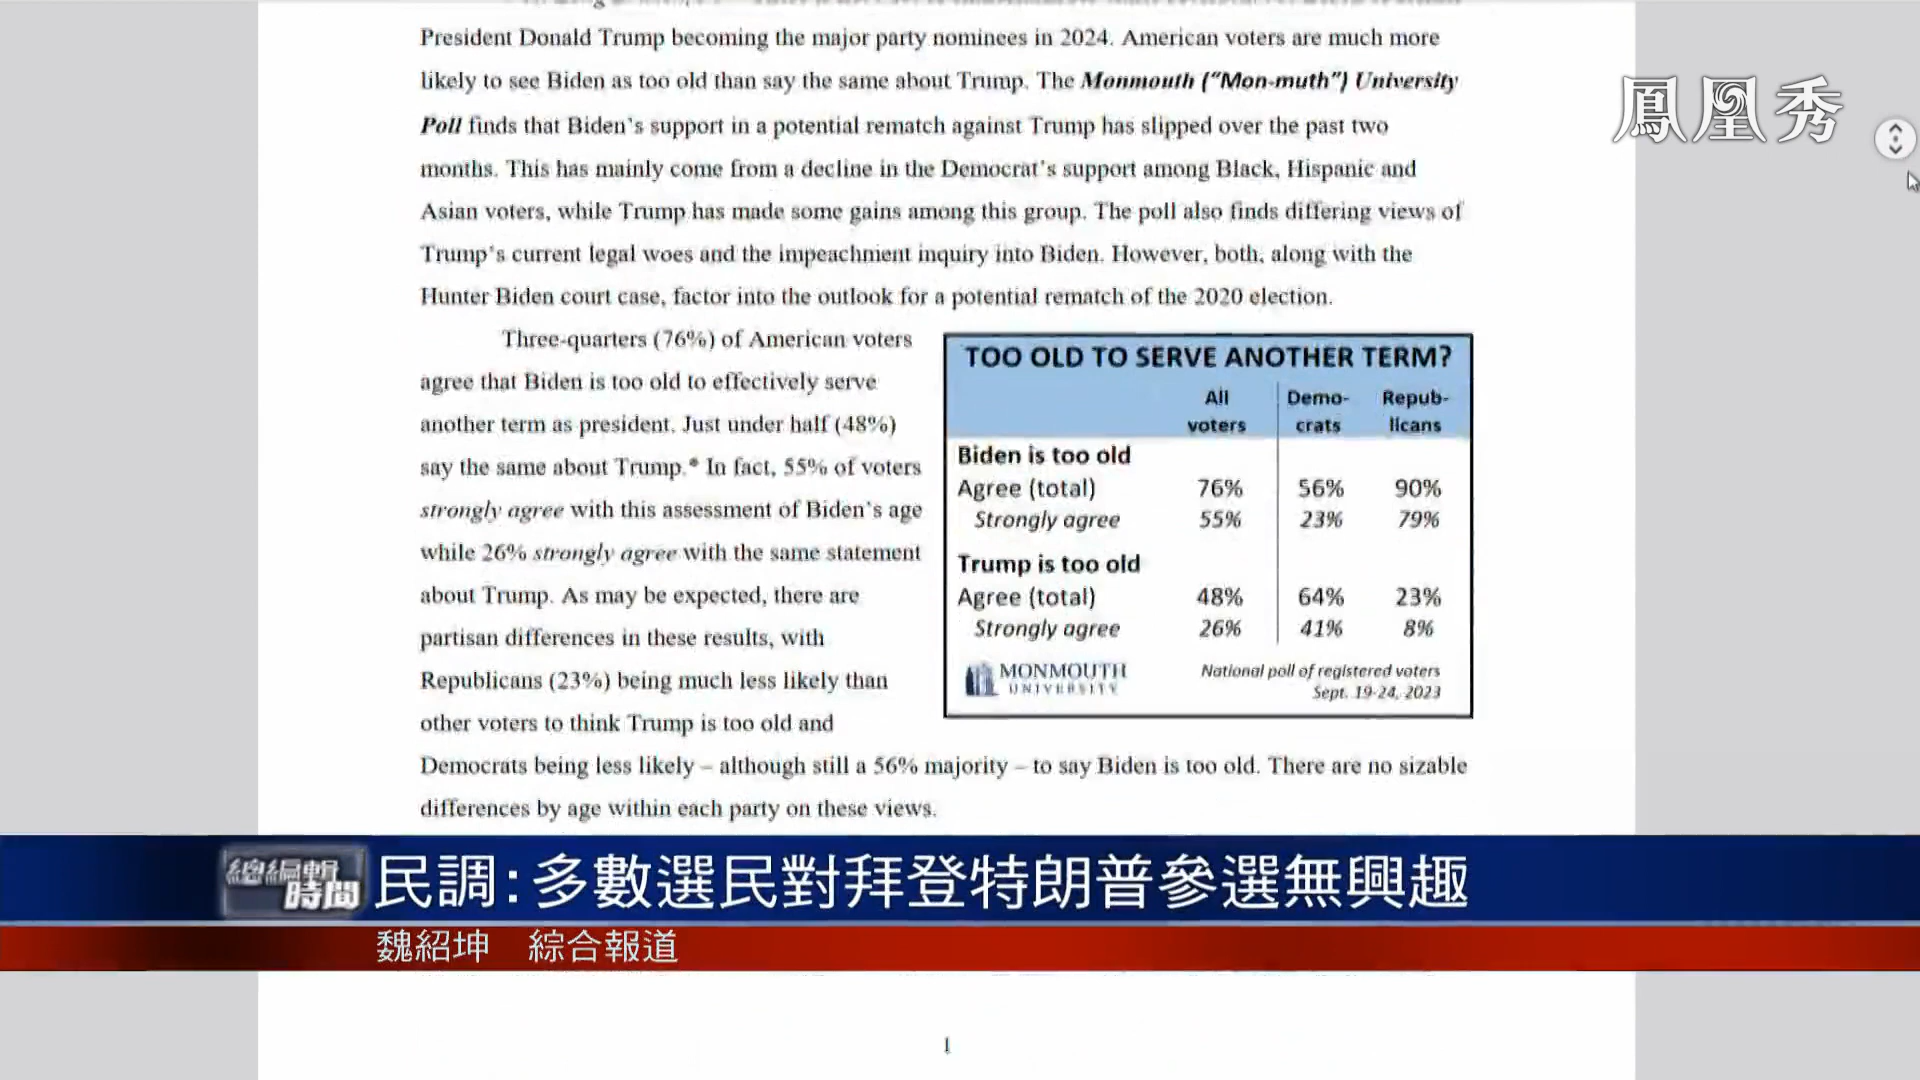 President Donald Trump becoming the major party nominees in 2024. American voters are much more
likely to see Biden as too old than say the same about Trump. The Monmouth (“Mon-muth”) University
Poll finds that Biden’s support in a potential rematch against Trump has slipped over the past two
months. This has mainly come from a decline in the Democrat’s support among Black, Hispanic and
Asian voters, while Trump has made some gains among this group. The poll also finds differing views of
Trump’s current legal woes and the impeachment inquiry into Biden. However, both, along with the
Hunter Biden court case, factor into the outlook for a potential rematch of the 2020 election.
鳳凰秀
Three-quarters (76%) of American voters
agree that Biden is too old to effectively serve
another term as president. Just under half (48%)
say the same about Trump.* In fact, 55% of voters
strongly agree with this assessment of Biden’s age
while 26% strongly agree with the same statement
about Trump. As may be expected, there are
partisan differences in these results, with
Republicans (23%) being much less likely than
other voters to think Trump is too old and
Democrats being less likely – although still a 56% majority – to say Biden is too old. There are no sizable
differences by age within each party on these views.
TOO OLD TO SERVE ANOTHER TERM?
All voters Demo-crats Repub-licans
Biden is too old
Agree (total) 76% 56% 90%
Strongly agree 55% 23% 79%
Trump is too old
Agree (total) 48% 64% 23%
Strongly agree 26% 41% 8%
MONMOUTH
UNIVERSITY
National poll of registered voters
Sept. 19-24, 2023
總編輯
時間
民調:多數選民對拜登特朗普參選無興趣
魏紹坤 綜合報道
1